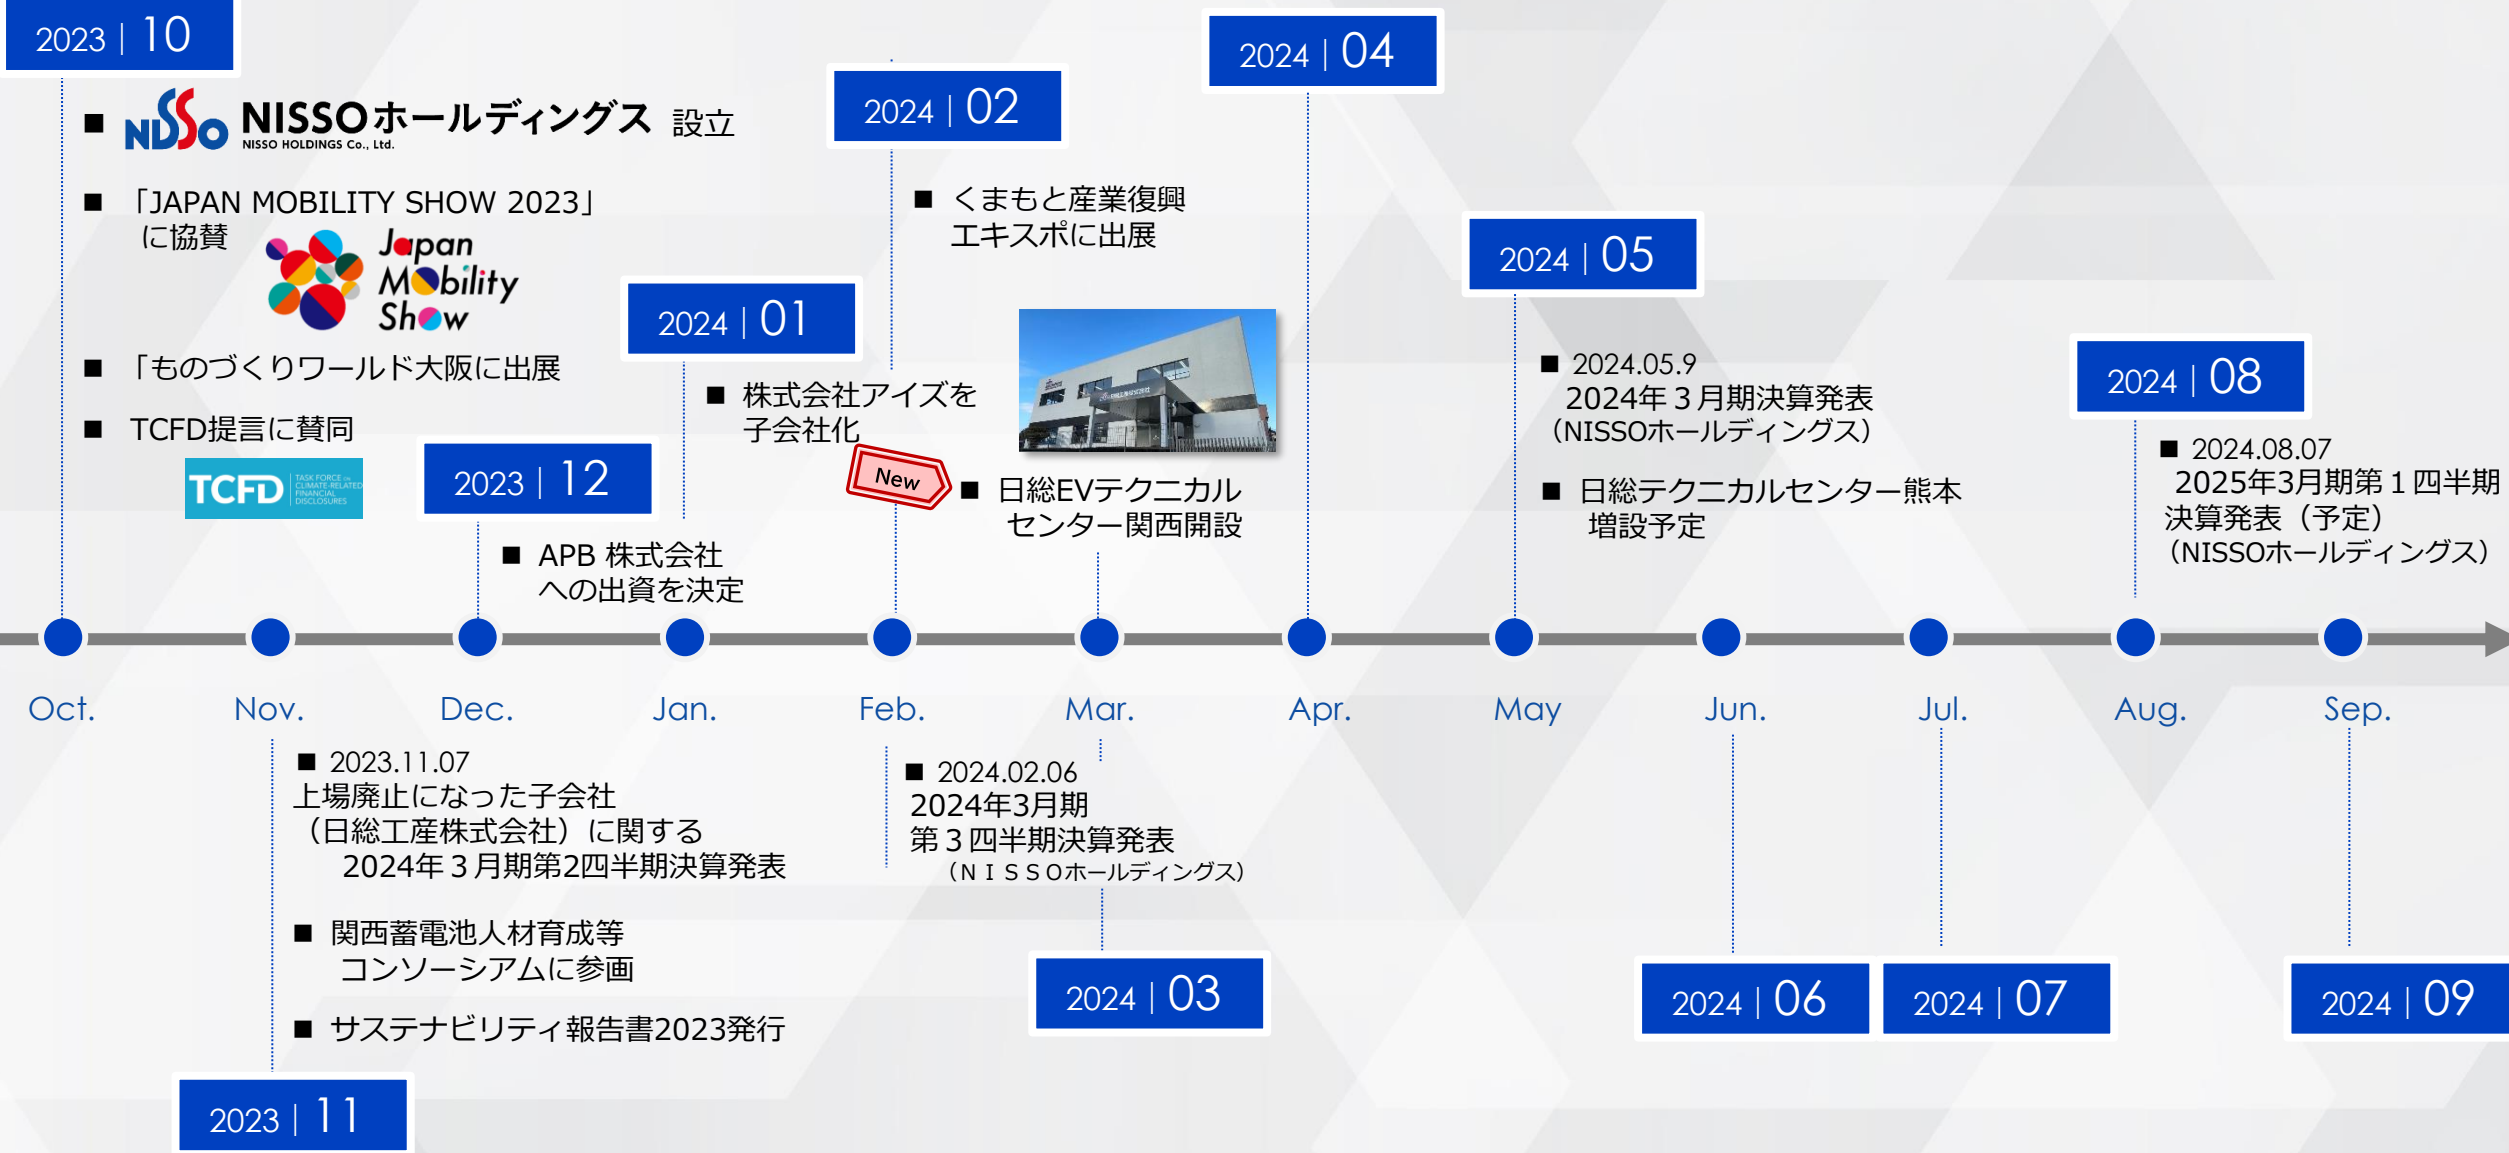 2023 | 10
■ NISSO NISSOホールディングス 設立
NISSO HOLDINGS Co., Ltd.
■ 「JAPAN MOBILITY SHOW 2023」
に協賛
Japan
Mobility
Show
■ 「ものづくりワールド大阪に出展
■ TCFD提言に賛同
TCFD
TASK FORCE ON
CLIMATE-RELATED
FINANCIAL
DISCLOSURES
2023 | 12
■ APB 株式会社
への出資を決定
2024 | 01
■ 株式会社アイズを
子会社化
2024 | 02
■ くまもと産業復興
エキスポに出展
New
■ 日総EVテクニカル
センター関西開設
2024 | 04
2024 | 05
■ 2024.05.9
2024年３月期決算発表
（NISSOホールディングス）
■ 日総テクニカルセンター熊本
増設予定
2024 | 08
■ 2024.08.07
2025年3月期第１四半期
決算発表（予定）
（NISSOホールディングス）
Oct.
Nov.
Dec.
Jan.
Feb.
Mar.
Apr.
May
Jun.
Jul.
Aug.
Sep.
■ 2023.11.07
上場廃止になった子会社
（日総工産株式会社）に関する
2024年３月期第2四半期決算発表
■ 関西蓄電池人材育成等
コンソーシアムに参画
■ サステナビリティ報告書2023発行
2023 | 11
■ 2024.02.06
2024年3月期
第３四半期決算発表
（ＮＩＳＳＯホールディングス）
2024 | 03
2024 | 06
2024 | 07
2024 | 09